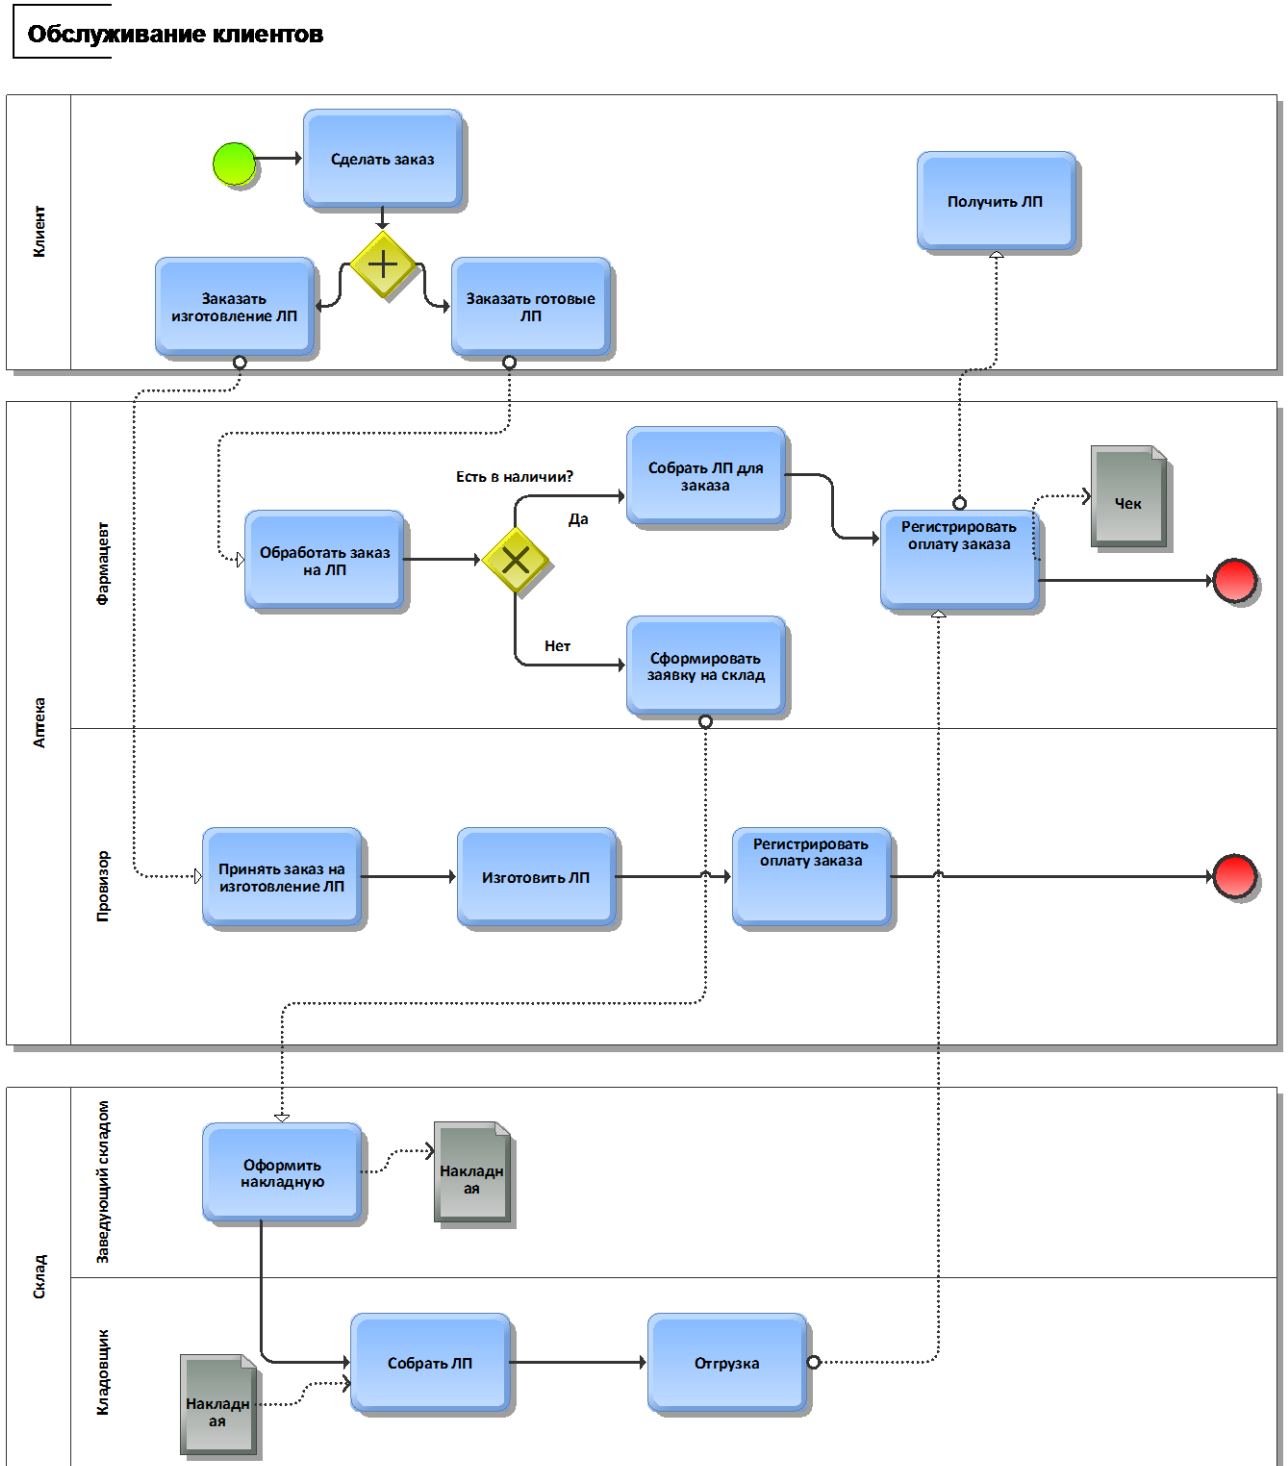 Обслуживание клиентов
Клиент
Сделать заказ
Заказать
изготовление ЛП
Заказать готовые
ЛП
Получить ЛП
Аптека
Фармацевт
Обработать заказ
на ЛП
Есть в наличии?
Да
Нет
Собрать ЛП для
заказа
Сформировать
заявку на склад
Регистрировать
оплату заказа
Чек
Провизор
Принять заказ на
изготовление ЛП
Изготовить ЛП
Регистрировать
оплату заказа
Склад
Заведующий складом
Оформить
накладную
Накладн
ая
Кладовщик
Накладн
ая
Собрать ЛП
Отгрузка